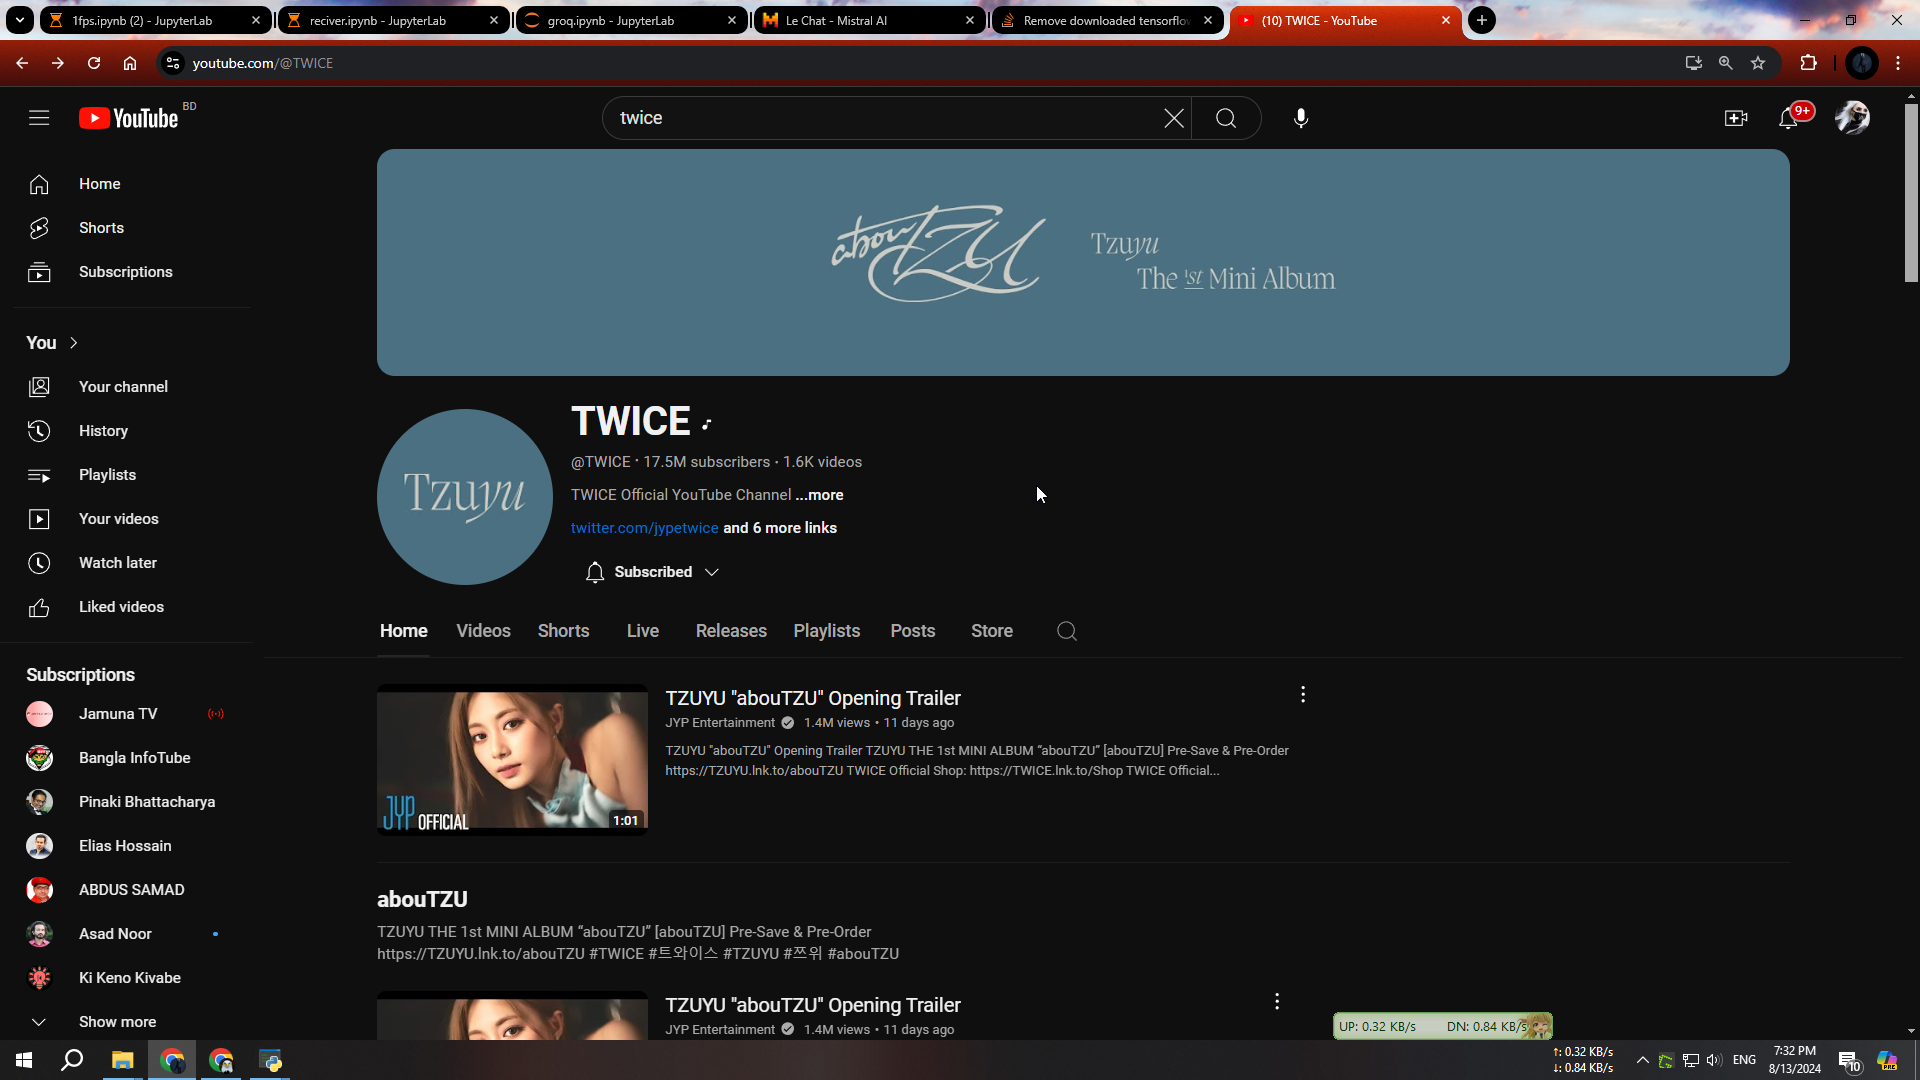 1fps.ipynb (2) - JupyterLab
reciver.ipynb - JupyterLab
groq.ipynb - JupyterLab
Le Chat - Mistral AI
Remove downloaded tensorflo
(10) TWICE - YouTube
youtube.com/@TWICE
YouTube BD
twice
9+
Home
Shorts
Subscriptions
You
Your channel
History
Playlists
Your videos
Watch later
Liked videos
Subscriptions
Jamuna TV
Bangla InfoTube
Pinaki Bhattacharya
Elias Hossain
ABDUS SAMAD
Asad Noor
Ki Keno Kivabe
Show more
abouTZU
Tzuyu
The 1st Mini Album
Tzuyu
TWICE
@TWICE · 17.5M subscribers · 1.6K videos
TWICE Official YouTube Channel ...more
twitter.com/jypetwice and 6 more links
Subscribed
Home Videos Shorts Live Releases Playlists Posts Store
JYP OFFICIAL
1:01
TZUYU "abouTZU" Opening Trailer
JYP Entertainment 1.4M views • 11 days ago
TZUYU "abouTZU" Opening Trailer TZUYU THE 1st MINI ALBUM “abouTZU” [abouTZU] Pre-Save & Pre-Order
https://TZUYU.lnk.to/abouTZU TWICE Official Shop: https://TWICE.lnk.to/Shop TWICE Official...
abouTZU
TZUYU THE 1st MINI ALBUM “abouTZU” [abouTZU] Pre-Save & Pre-Order
https://TZUYU.lnk.to/abouTZU #TWICE #트와이스 #TZUYU #쯔위 #abouTZU
TZUYU "abouTZU" Opening Trailer
JYP Entertainment 1.4M views • 11 days ago
UP: 0.32 KB/s DN: 0.84 KB/s
↑: 0.32 KB/s
↓: 0.84 KB/s
ENG
7:32 PM
8/13/2024
10
PRE